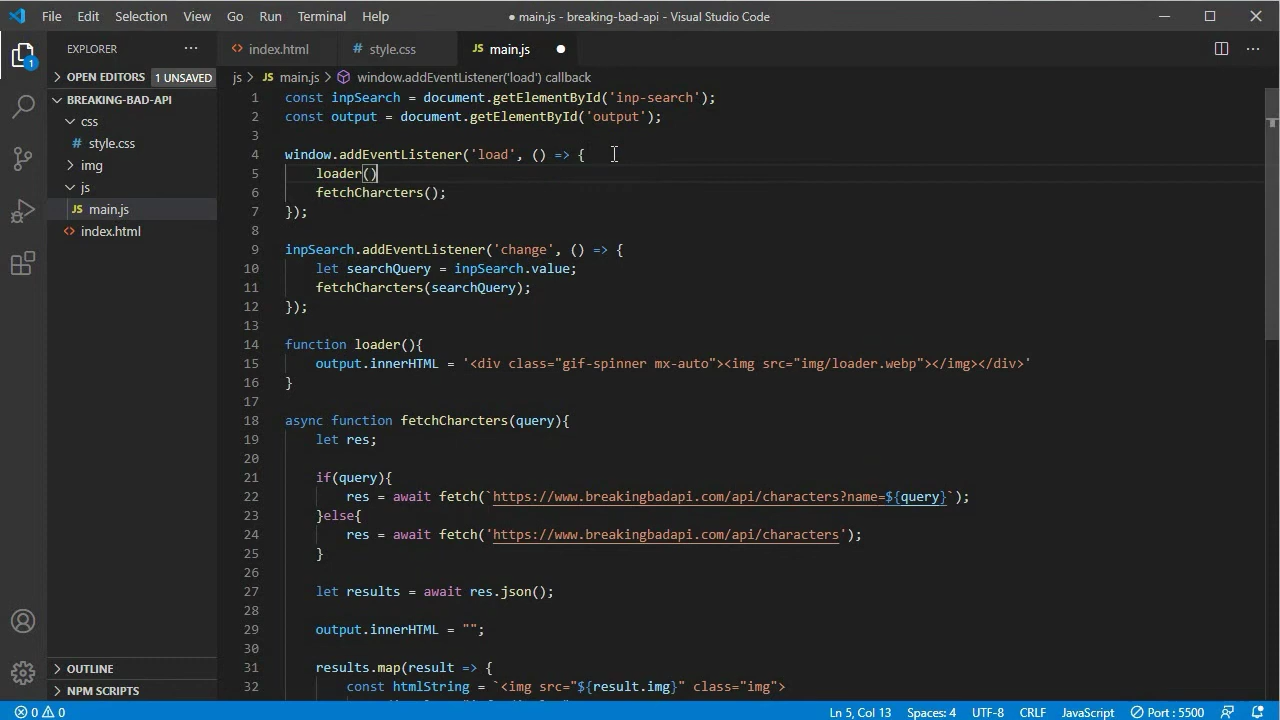 File Edit Selection View Go Run Terminal Help ● main.js - breaking-bad-api - Visual Studio Code
EXPLORER ··· <> index.html # style.css JS main.js ●
1
OPEN EDITORS 1 UNSAVED
js > JS main.js > window.addEventListener('load') callback
BREAKING-BAD-API
css
# style.css
img
js
JS main.js
<> index.html
1 const inpSearch = document.getElementById('inp-search');
2 const output = document.getElementById('output');
3
4 window.addEventListener('load', () => {
5 loader()
6 fetchCharcters();
7 });
8
9 inpSearch.addEventListener('change', () => {
10 let searchQuery = inpSearch.value;
11 fetchCharcters(searchQuery);
12 });
13
14 function loader(){
15 output.innerHTML = '<div class="gif-spinner mx-auto"><img src="img/loader.webp"></img></div>'
16 }
17
18 async function fetchCharcters(query){
19 let res;
20
21 if(query){
22 res = await fetch(`https://www.breakingbadapi.com/api/characters?name=${query}`);
23 }else{
24 res = await fetch('https://www.breakingbadapi.com/api/characters');
25 }
26
27 let results = await res.json();
28
29 output.innerHTML = "";
30
31 results.map(result => {
32 const htmlString = `<img src="${result.img}" class="img">
OUTLINE
NPM SCRIPTS
0 0 Ln 5, Col 13 Spaces: 4 UTF-8 CRLF JavaScript Port : 5500